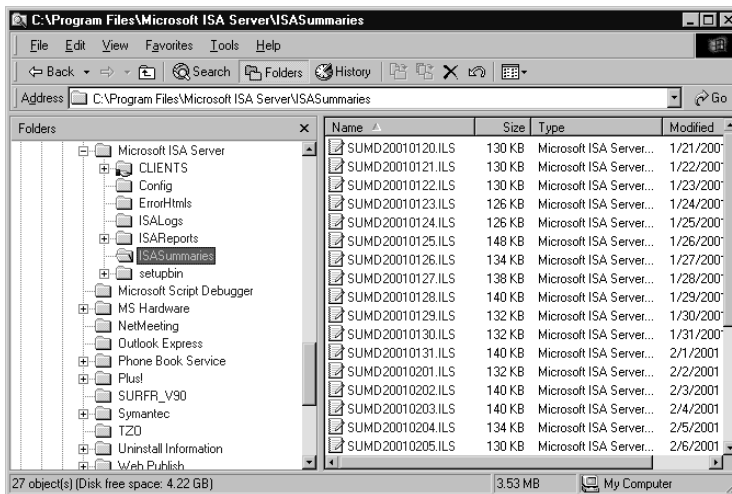 C:\Program Files\Microsoft ISA Server\ISASummaries
File Edit View Favorites Tools Help
Back Search Folders History
Address C:\Program Files\Microsoft ISA Server\ISASummaries Go
Folders
Microsoft ISA Server
CLIENTS
Config
ErrorHtmls
ISALogs
ISAReports
ISASummaries
setupbin
Microsoft Script Debugger
MS Hardware
NetMeeting
Outlook Express
Phone Book Service
Plus!
SURFR_V90
Symantec
TZO
Uninstall Information
Web Publish
Name Size Type Modified
SUMD20010120.ILS 130 KB Microsoft ISA Server... 1/21/200
SUMD20010121.ILS 130 KB Microsoft ISA Server... 1/22/200
SUMD20010122.ILS 130 KB Microsoft ISA Server... 1/23/200
SUMD20010123.ILS 126 KB Microsoft ISA Server... 1/24/200
SUMD20010124.ILS 126 KB Microsoft ISA Server... 1/25/200
SUMD20010125.ILS 148 KB Microsoft ISA Server... 1/26/200
SUMD20010126.ILS 134 KB Microsoft ISA Server... 1/27/200
SUMD20010127.ILS 138 KB Microsoft ISA Server... 1/28/200
SUMD20010128.ILS 140 KB Microsoft ISA Server... 1/29/200
SUMD20010129.ILS 132 KB Microsoft ISA Server... 1/30/200
SUMD20010130.ILS 132 KB Microsoft ISA Server... 1/31/200
SUMD20010131.ILS 140 KB Microsoft ISA Server... 2/1/2001
SUMD20010201.ILS 132 KB Microsoft ISA Server... 2/2/2001
SUMD20010202.ILS 140 KB Microsoft ISA Server... 2/3/2001
SUMD20010203.ILS 140 KB Microsoft ISA Server... 2/4/2001
SUMD20010204.ILS 134 KB Microsoft ISA Server... 2/5/2001
SUMD20010205.ILS 130 KB Microsoft ISA Server... 2/6/2001
27 object(s) (Disk free space: 4.22 GB) 3.53 MB My Computer